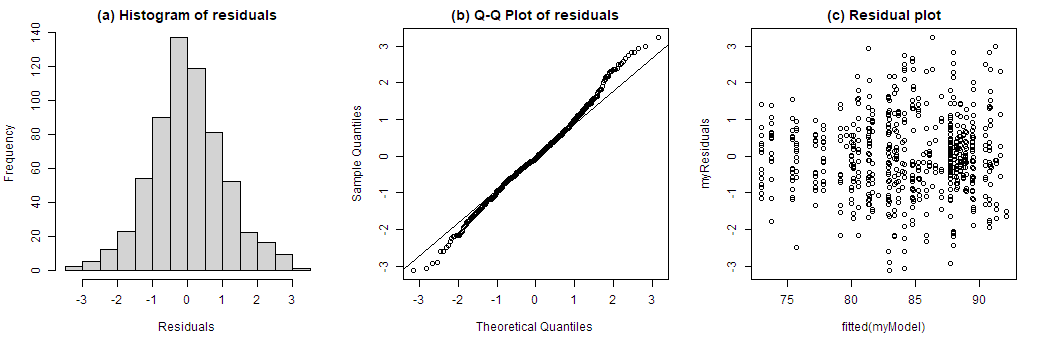 (a) Histogram of residuals
Frequency
0 20 40 60 80 100 120 140
-3 -2 -1 0 1 2 3
Residuals
(b) Q-Q Plot of residuals
Sample Quantiles
-3 -2 -1 0 1 2 3
-3 -2 -1 0 1 2 3
Theoretical Quantiles
(c) Residual plot
myResiduals
-3 -2 -1 0 1 2 3
75 80 85 90
fitted(myModel)